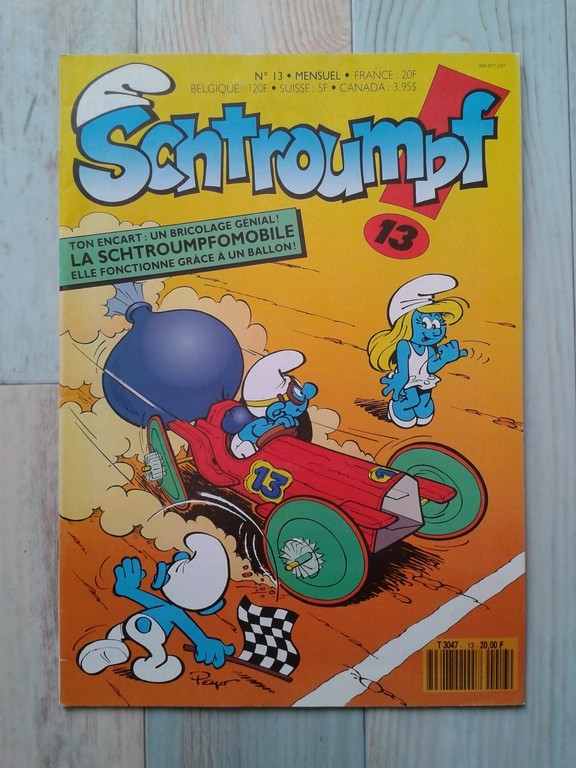 N° 13 • MENSUEL • FRANCE : 20F
BELGIQUE : 120F • SUISSE : 5F • CANADA : 3,95$
Schtroumpf!
13
TON ENCART : UN BRICOLAGE GÉNIAL !
LA SCHTROUMPFOMOBILE
ELLE FONCTIONNE GRÂCE À UN BALLON !
13
Peyo
T 3047 - 13 - 20,00 F